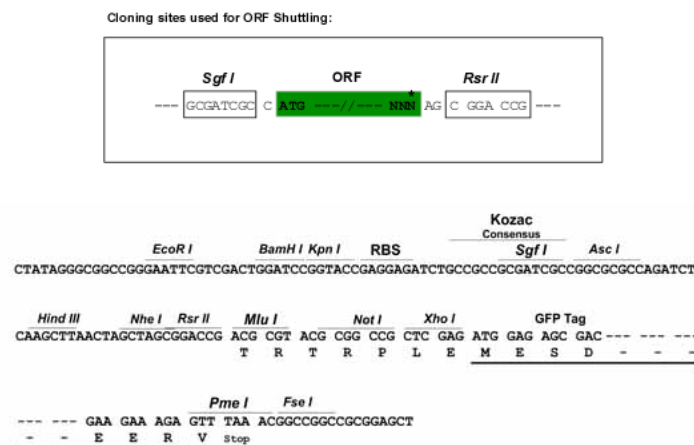 Cloning sites used for ORF Shuttling:
Sgf I ORF Rsr II
--- GCGATCGC C ATG ---//--- NNN* AG C GGA CCG ---
Kozac
Consensus
EcoR I BamH I Kpn I RBS Sgf I Asc I
CTATAGGGCGGCCGGGAATTCGTCGACTGGATCCGGTACCGAGGAGATCTGCCGCCGCGATCGCCGGCGCGCCAGATCT
Hind III Nhe I Rsr II Mlu I Not I Xho I GFP Tag
CAAGCTTAACTAGCTAGCGGACCG ACG CGT ACG CGG CCG CTC GAG ATG GAG AGC GAC--- --- ---
T R T R P L E M E S D - - -
Pme I Fse I
--- --- GAA GAA AGA GTT TAA ACGGCCGGCCGCGGAGCT
- - E E R V Stop